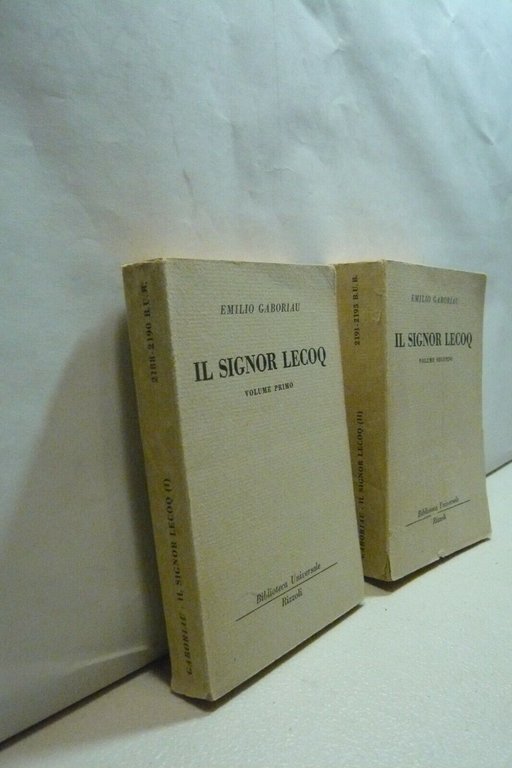 EMILIO GABORIAU
IL SIGNOR LECOQ
VOLUME PRIMO
Biblioteca Universale
Rizzoli
2188-2190 B.U.R.
GABORIAU - IL SIGNOR LECOQ (I)
EMILIO GABORIAU
IL SIGNOR LECOQ
VOLUME SECONDO
Biblioteca Universale
Rizzoli
2191-2193 B.U.R.
IL SIGNOR LECOQ (II)